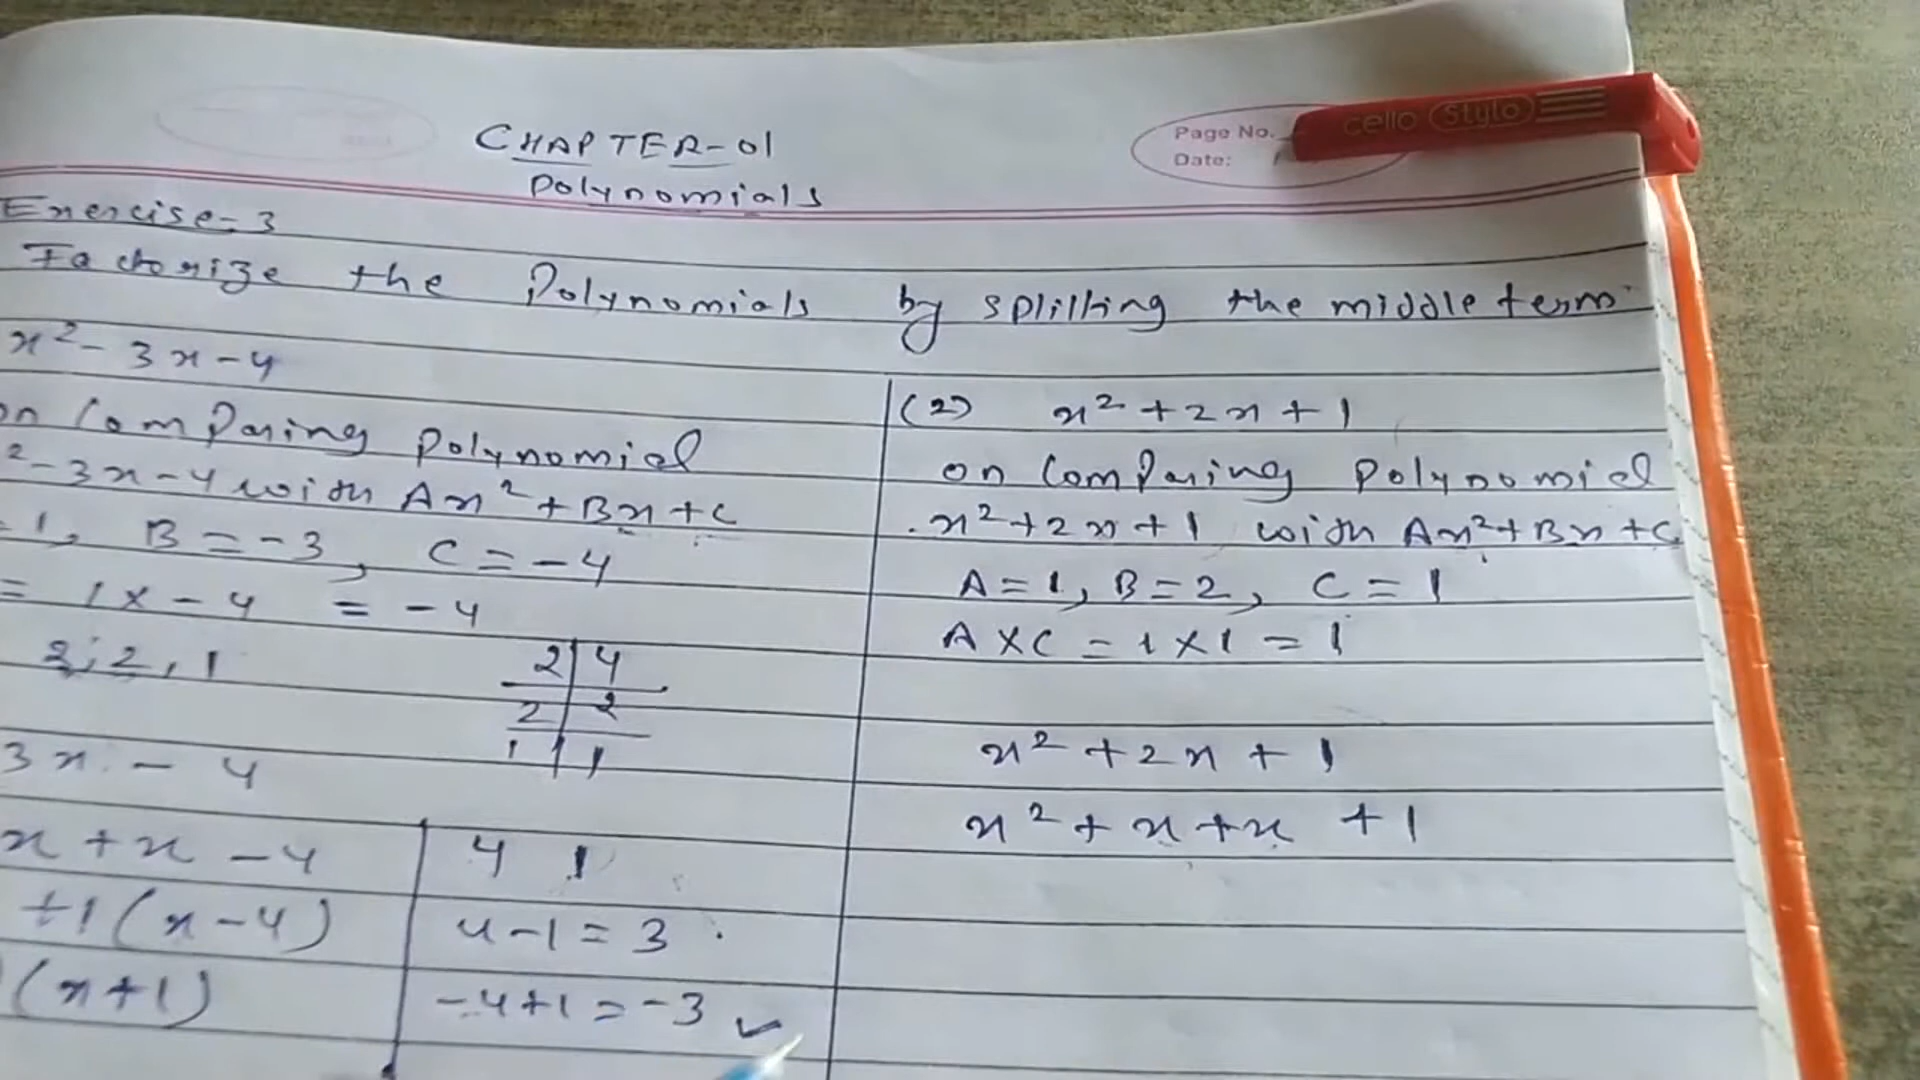 CHAPTER-01
Polynomials
Page No.
Date:
cello Stylo
Exercise-3
Factorize the Polynomials by splitting the middle term
x² - 3x - 4
on Comparing Polynomial
² - 3x - 4 with Ax² + Bx + C
= 1, B = -3, C = -4
= 1 × - 4 = - 4
2, 2, 1
2 | 4
2 | 2
1 | 1
3x - 4
x + x - 4
+1 (x - 4)
) (x + 1)
4 1
4 - 1 = 3
-4 + 1 = -3 ✓
(2) x² + 2x + 1
on Comparing Polynomial
x² + 2x + 1 with Ax² + Bx + C
A = 1, B = 2, C = 1
A × C = 1 × 1 = 1
x² + 2x + 1
x² + x + x + 1